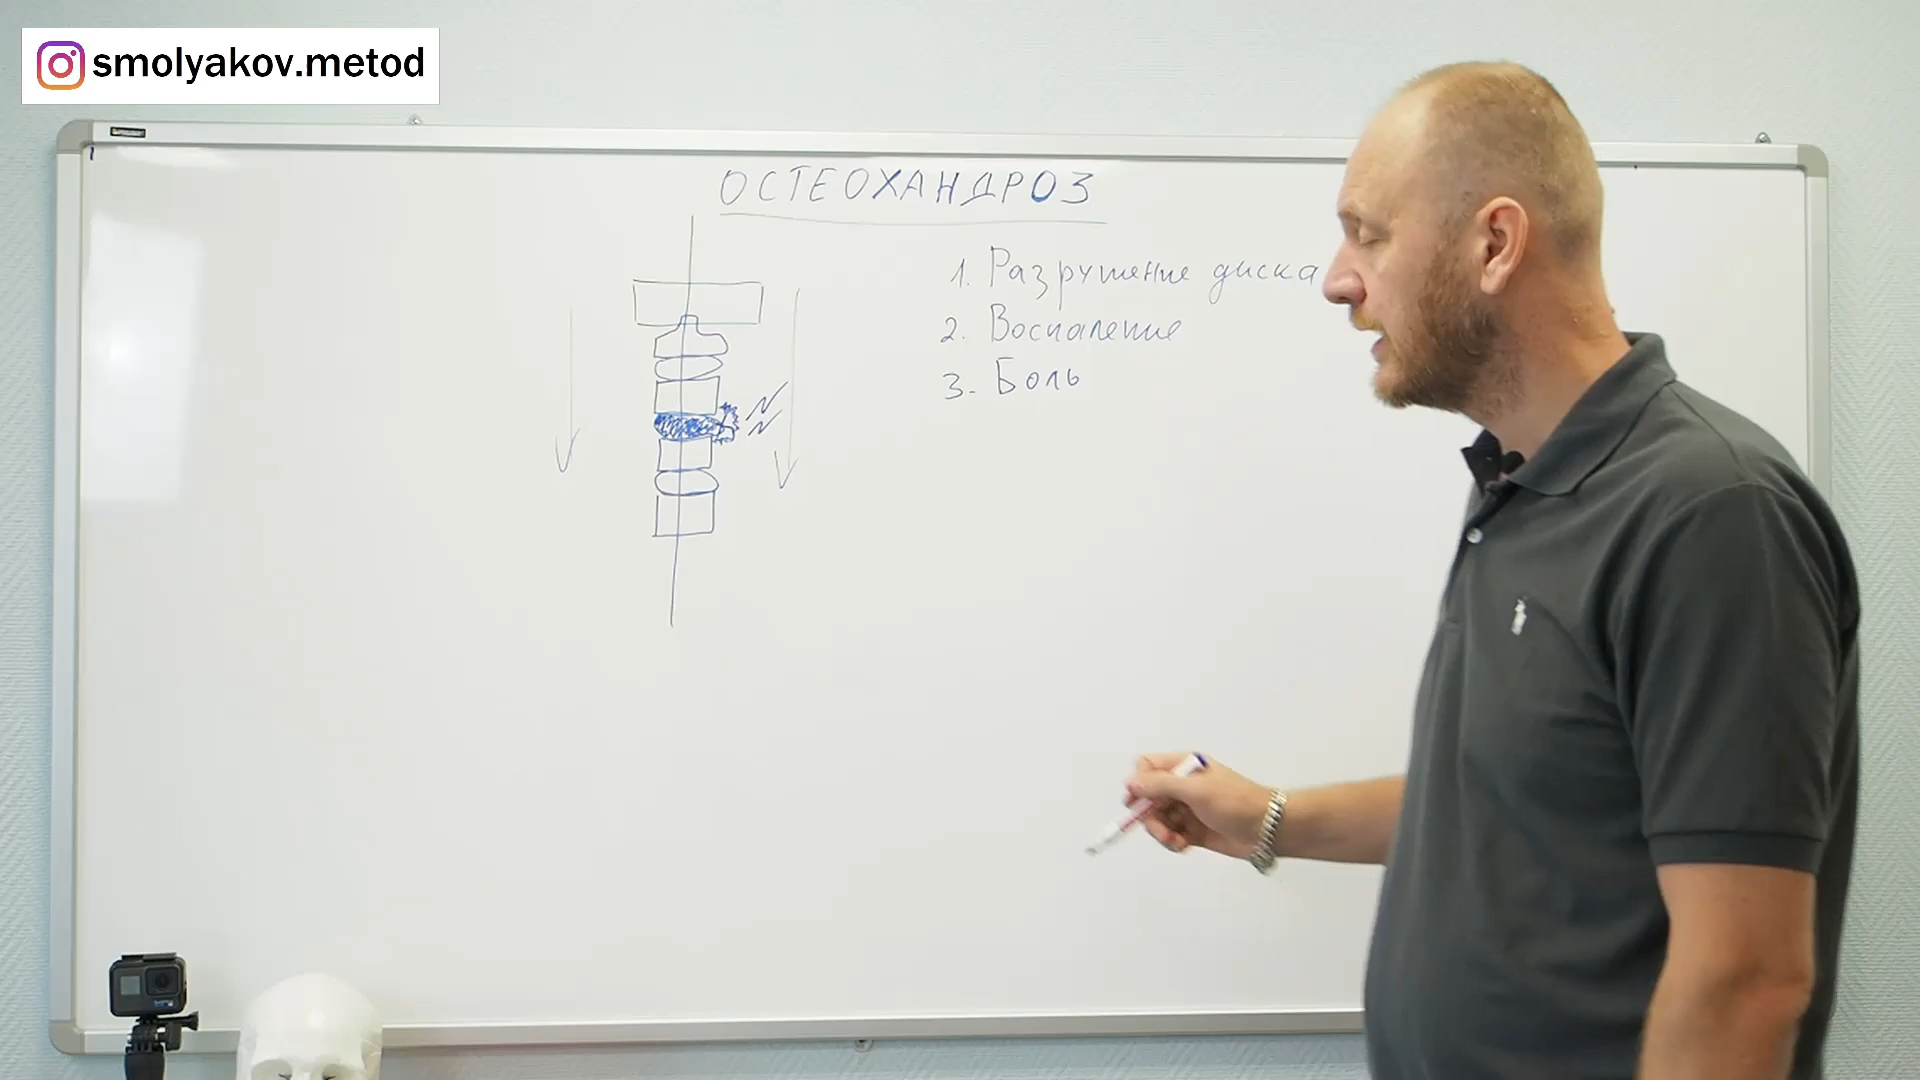 smolyakov.metod
ОСТЕОХАНДРОЗ
1. Разрушение диска
2. Воспаление
3. Боль